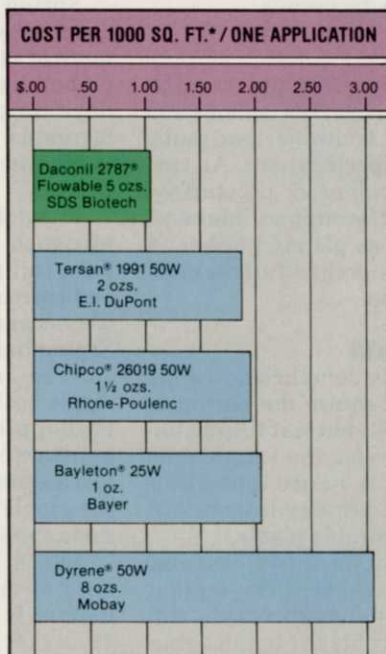 COST PER 1000 SQ. FT.* / ONE APPLICATION
$.00 .50 1.00 1.50 2.00 2.50 3.00
Daconil 2787®
Flowable 5 ozs.
SDS Biotech
Tersan® 1991 50W
2 ozs.
E.I. DuPont
Chipco® 26019 50W
1½ ozs.
Rhone-Poulenc
Bayleton® 25W
1 oz.
Bayer
Dyrene® 50W
8 ozs.
Mobay